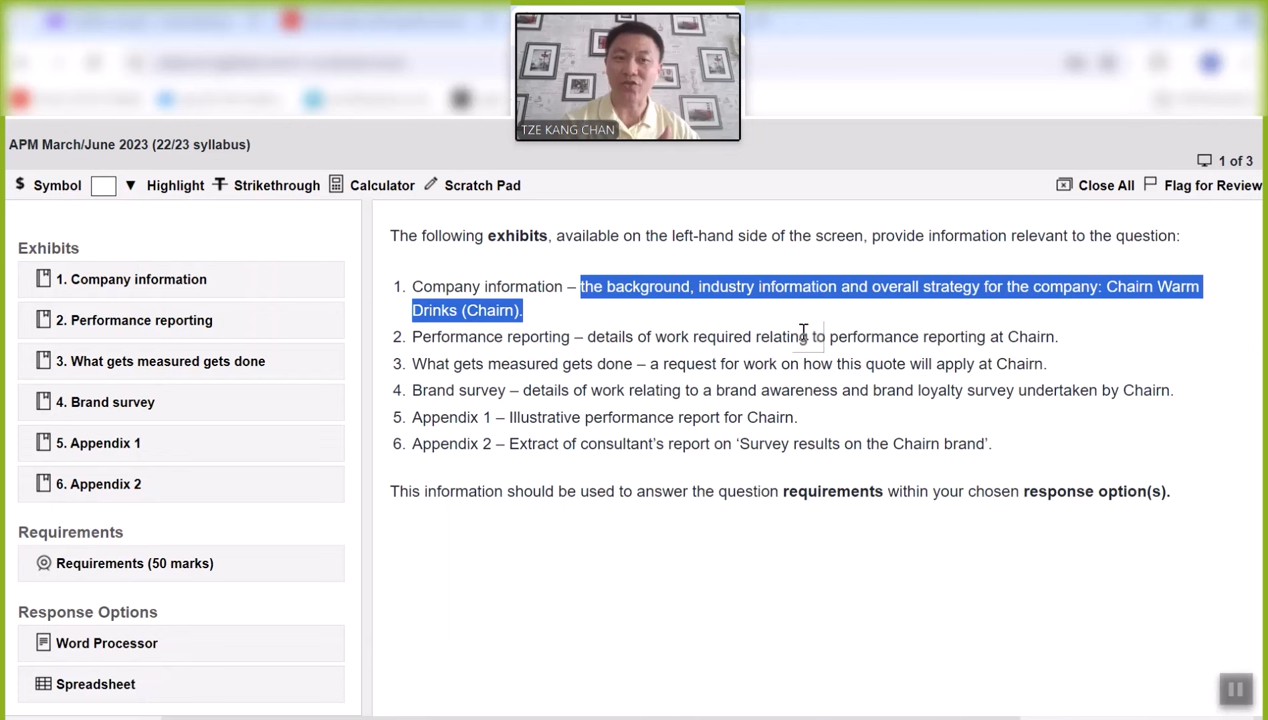 TZE KANG CHAN
APM March/June 2023 (22/23 syllabus)
1 of 3
$ Symbol Highlight Strikethrough Calculator Scratch Pad Close All Flag for Review
Exhibits
1. Company information
2. Performance reporting
3. What gets measured gets done
4. Brand survey
5. Appendix 1
6. Appendix 2
Requirements
Requirements (50 marks)
Response Options
Word Processor
Spreadsheet
The following exhibits, available on the left-hand side of the screen, provide information relevant to the question:
1. Company information – the background, industry information and overall strategy for the company: Chairn Warm
Drinks (Chairn).
2. Performance reporting – details of work required relating to performance reporting at Chairn.
3. What gets measured gets done – a request for work on how this quote will apply at Chairn.
4. Brand survey – details of work relating to a brand awareness and brand loyalty survey undertaken by Chairn.
5. Appendix 1 – Illustrative performance report for Chairn.
6. Appendix 2 – Extract of consultant's report on 'Survey results on the Chairn brand'.
This information should be used to answer the question requirements within your chosen response option(s).